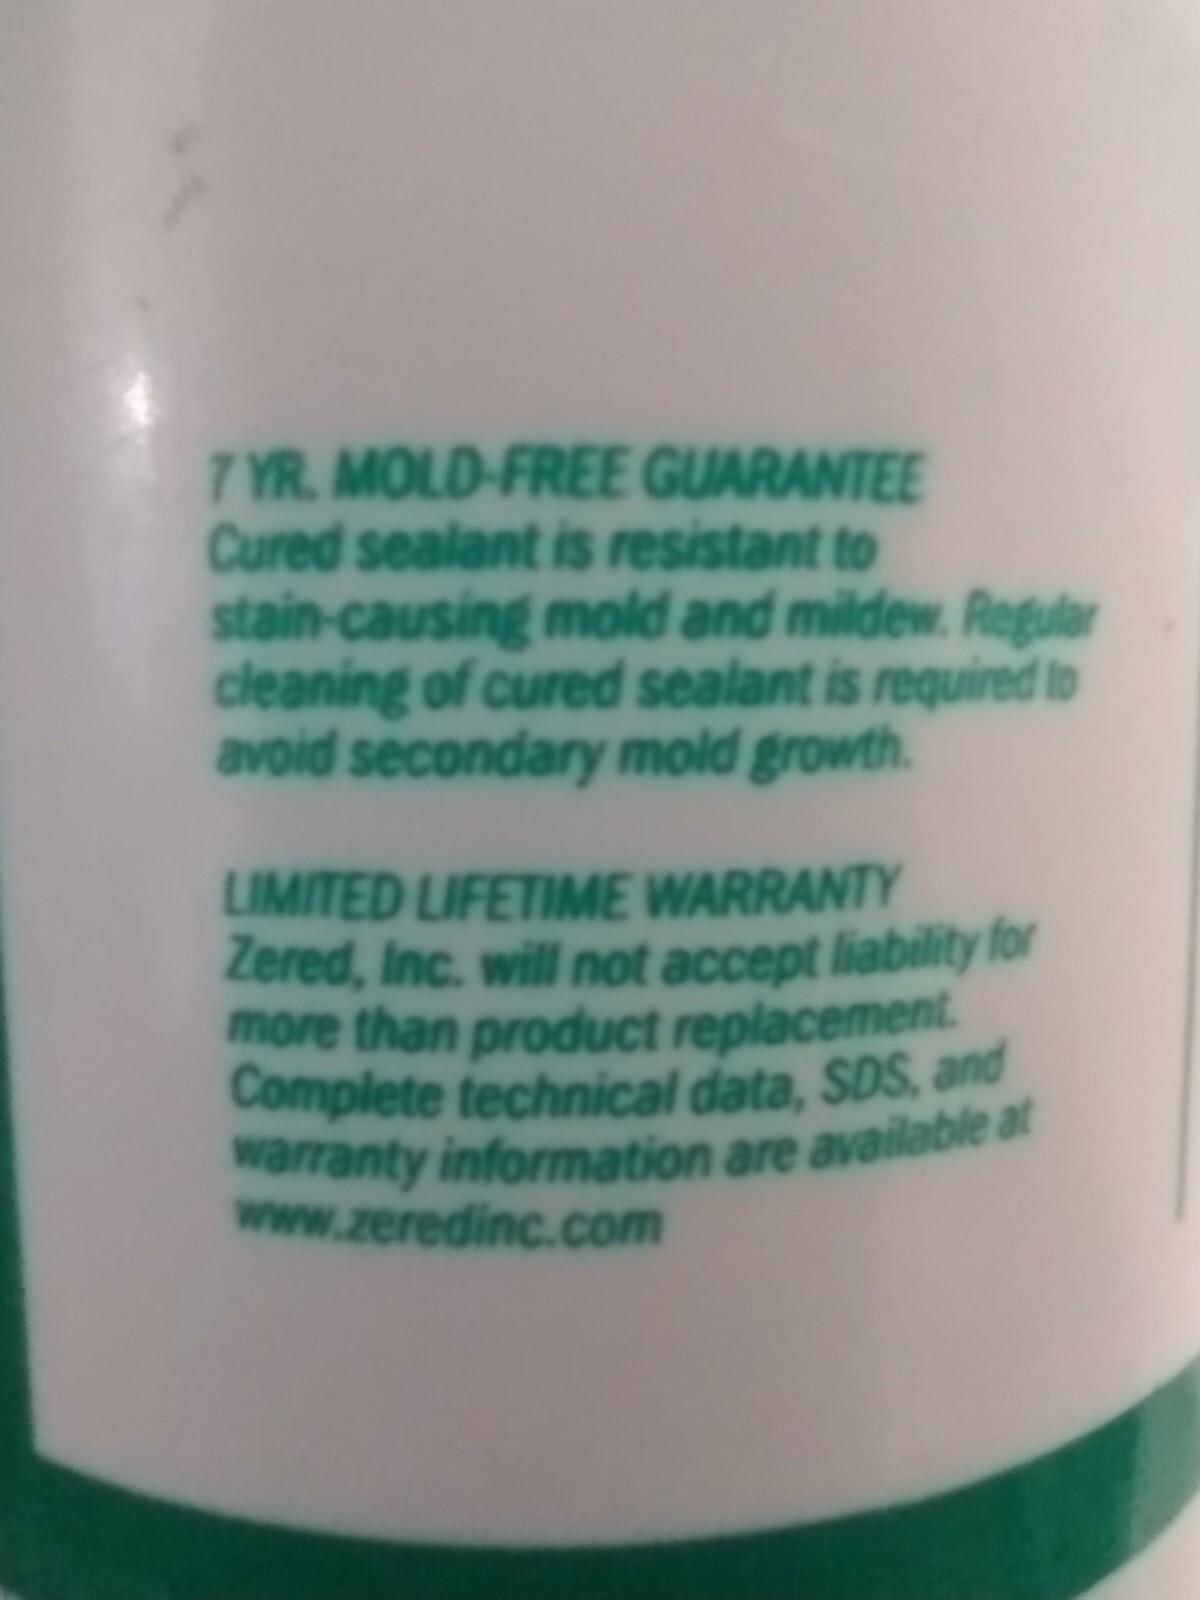 7 YR. MOLD-FREE GUARANTEE
Cured sealant is resistant to
stain-causing mold and mildew. Regular
cleaning of cured sealant is required to
avoid secondary mold growth.
LIMITED LIFETIME WARRANTY
Zered, Inc. will not accept liability for
more than product replacement.
Complete technical data, SDS, and
warranty information are available at
www.zeredinc.com